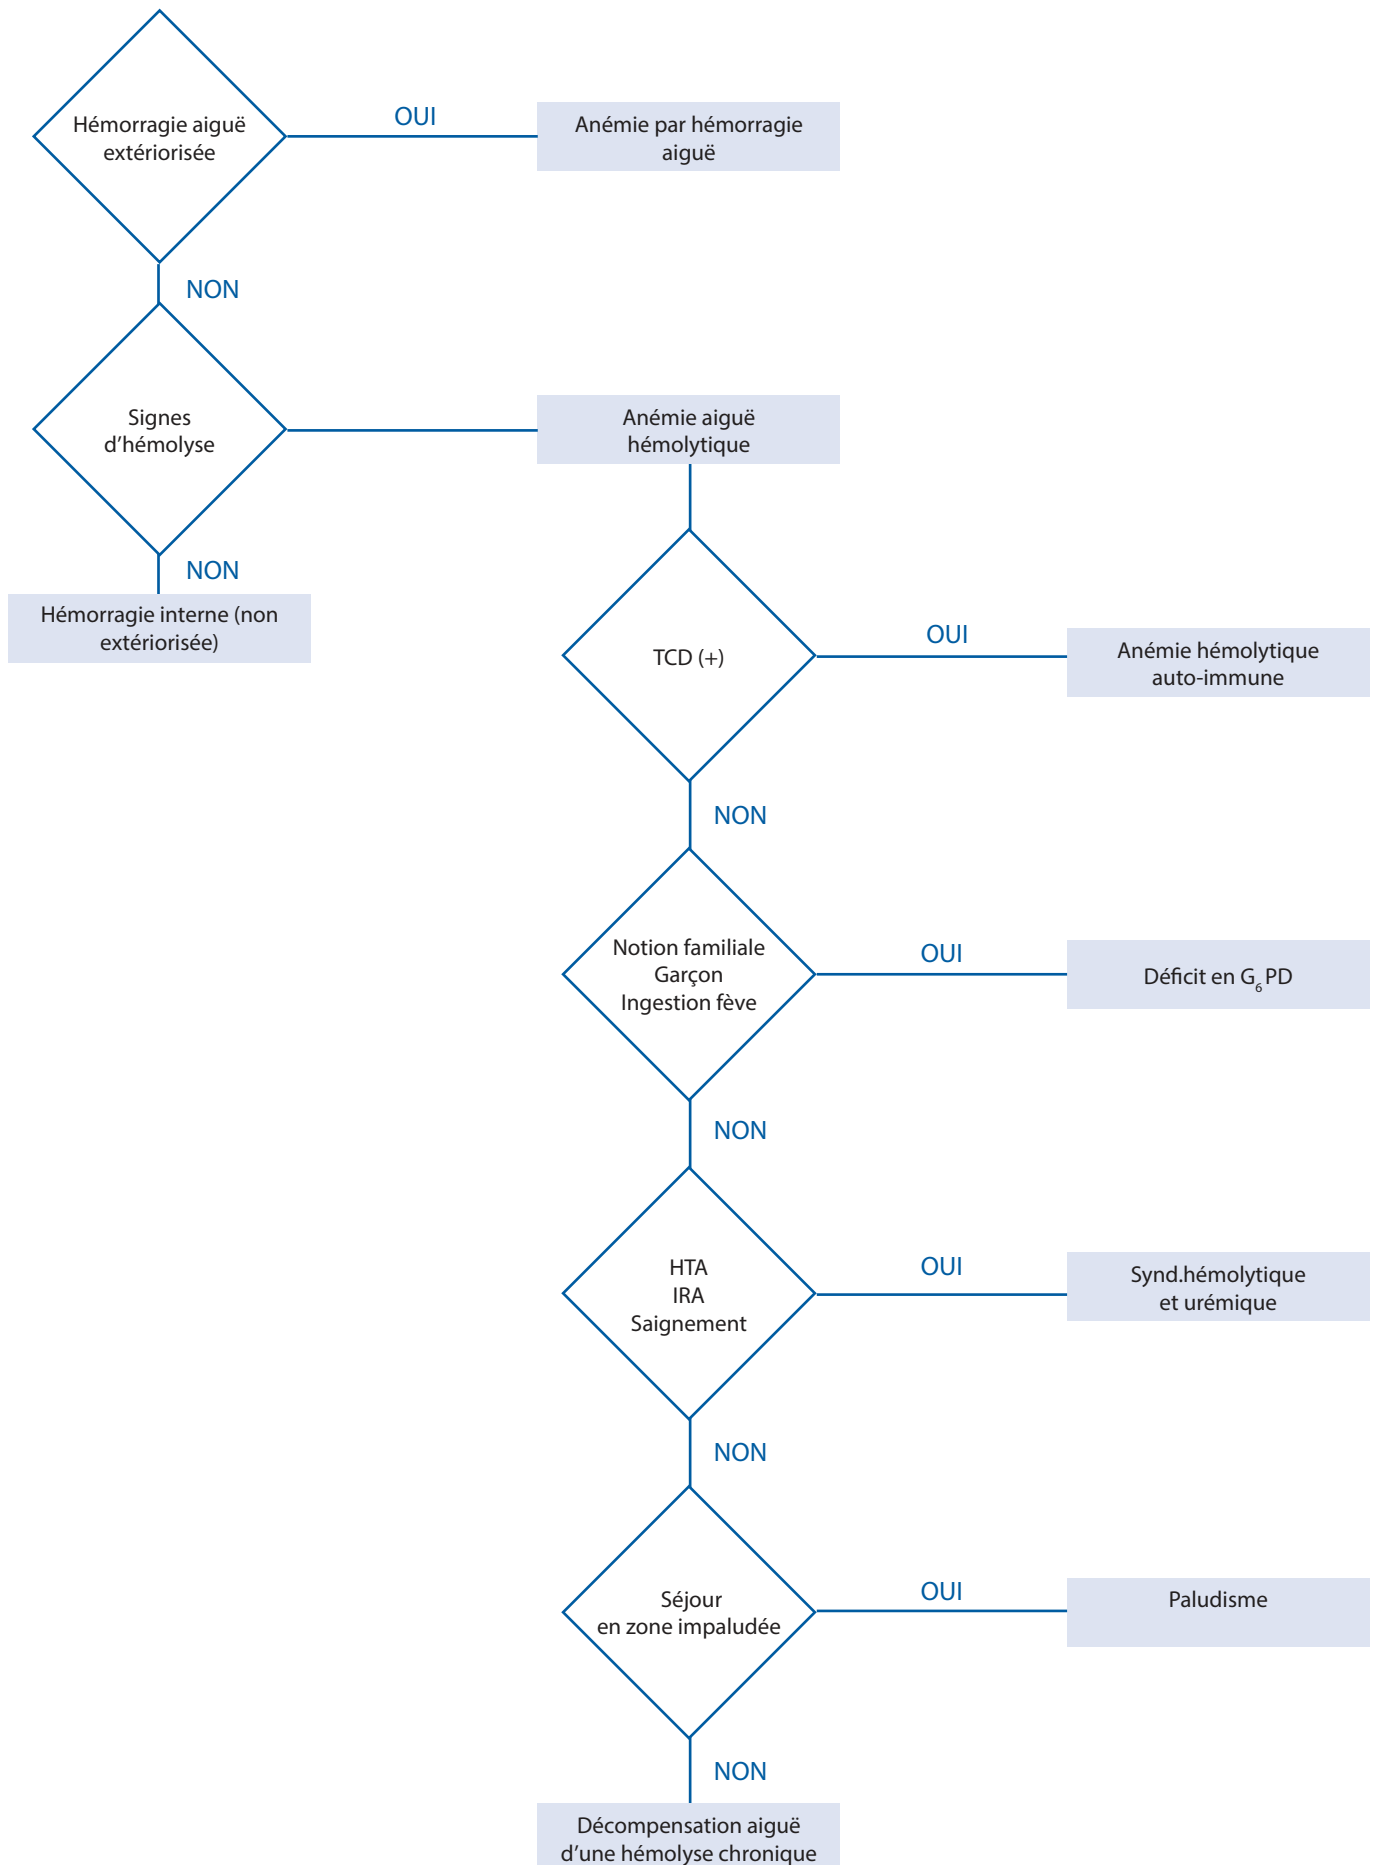 Hémorragie aiguë
extériorisée
OUI
Anémie par hémorragie
aiguë
NON
Signes
d'hémolyse
Anémie aiguë
hémolytique
NON
Hémorragie interne (non
extériorisée)
TCD (+)
OUI
Anémie hémolytique
auto-immune
NON
Notion familiale
Garçon
Ingestion fève
OUI
Déficit en G₆PD
NON
HTA
IRA
Saignement
OUI
Synd.hémolytique
et urémique
NON
Séjour
en zone impaludée
OUI
Paludisme
NON
Décompensation aiguë
d'une hémolyse chronique